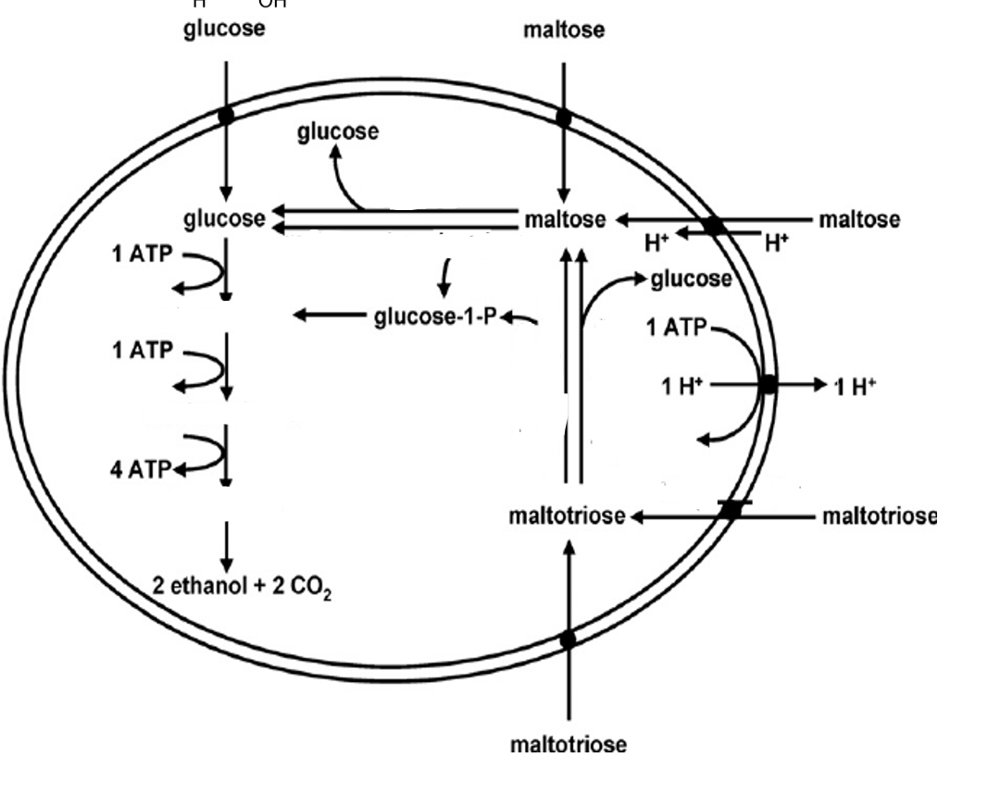 H OH
glucose maltose
glucose
glucose maltose maltose
H⁺ H⁺
1 ATP
glucose
glucose-1-P
1 ATP
1 ATP
1 H⁺ 1 H⁺
4 ATP
maltotriose maltotriose
2 ethanol + 2 CO₂
maltotriose